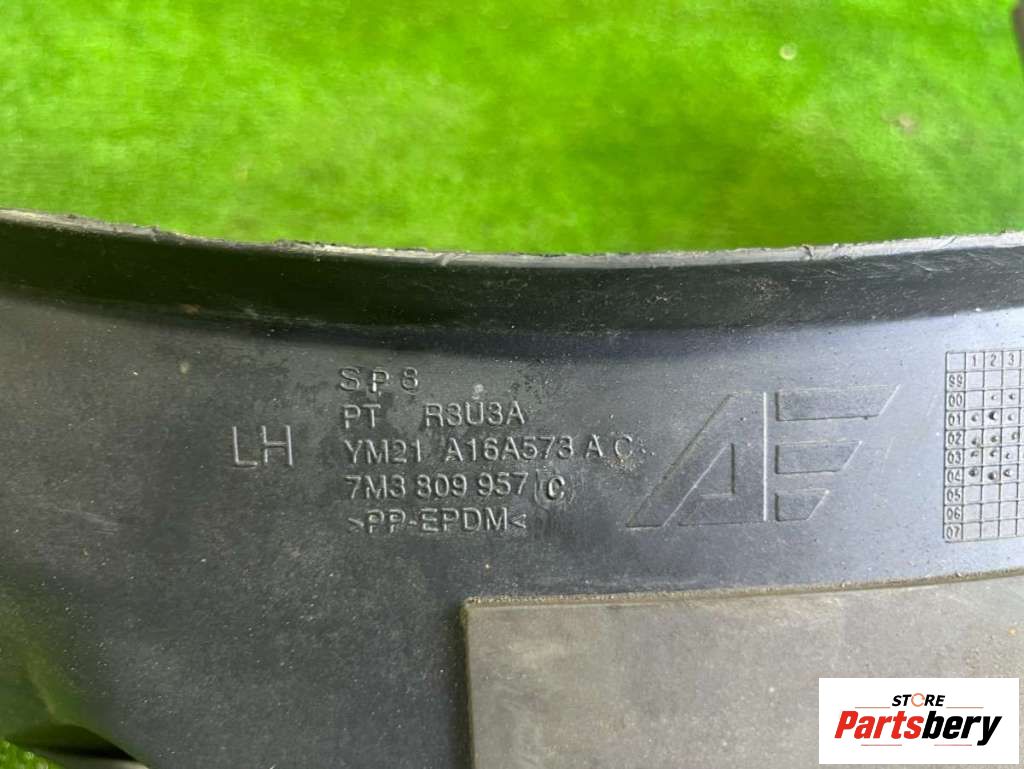 SP8
PT R3U3A
LH YM21 A16A573 AC
7M3 809 957 C
>PP-EPDM<
AE
1 2 3
99
00
01
02
03
04
05
06
07
STORE
Partsbery